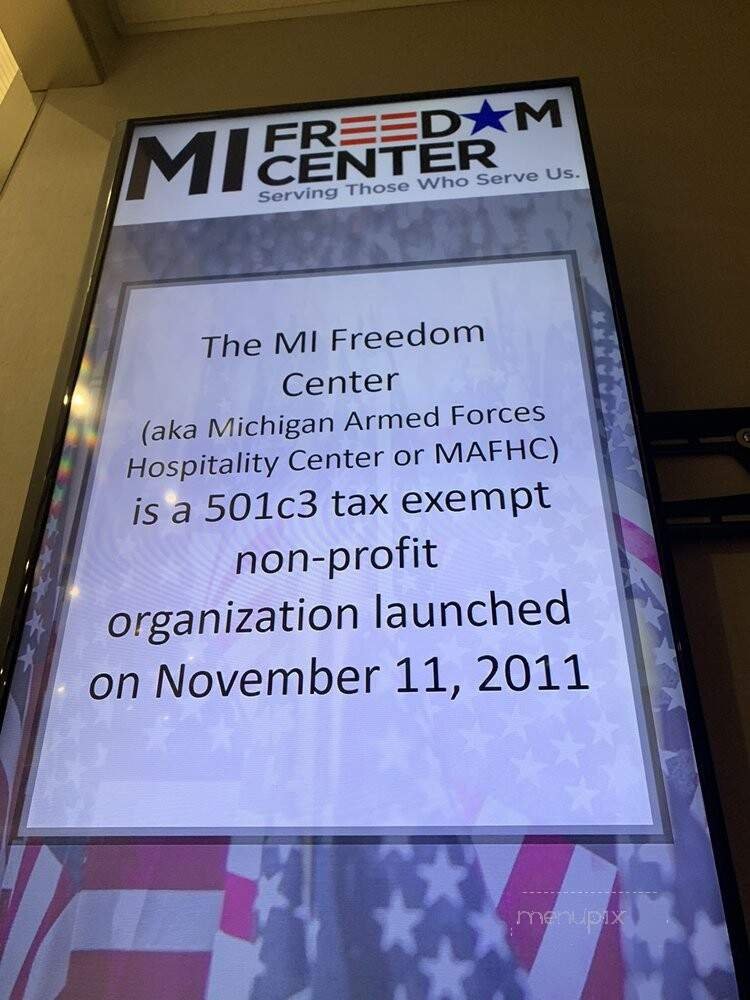 MI FREEDOM
CENTER
Serving Those Who Serve Us.
The MI Freedom
Center
(aka Michigan Armed Forces
Hospitality Center or MAFHC)
is a 501c3 tax exempt
non-profit
organization launched
on November 11, 2011
menupix